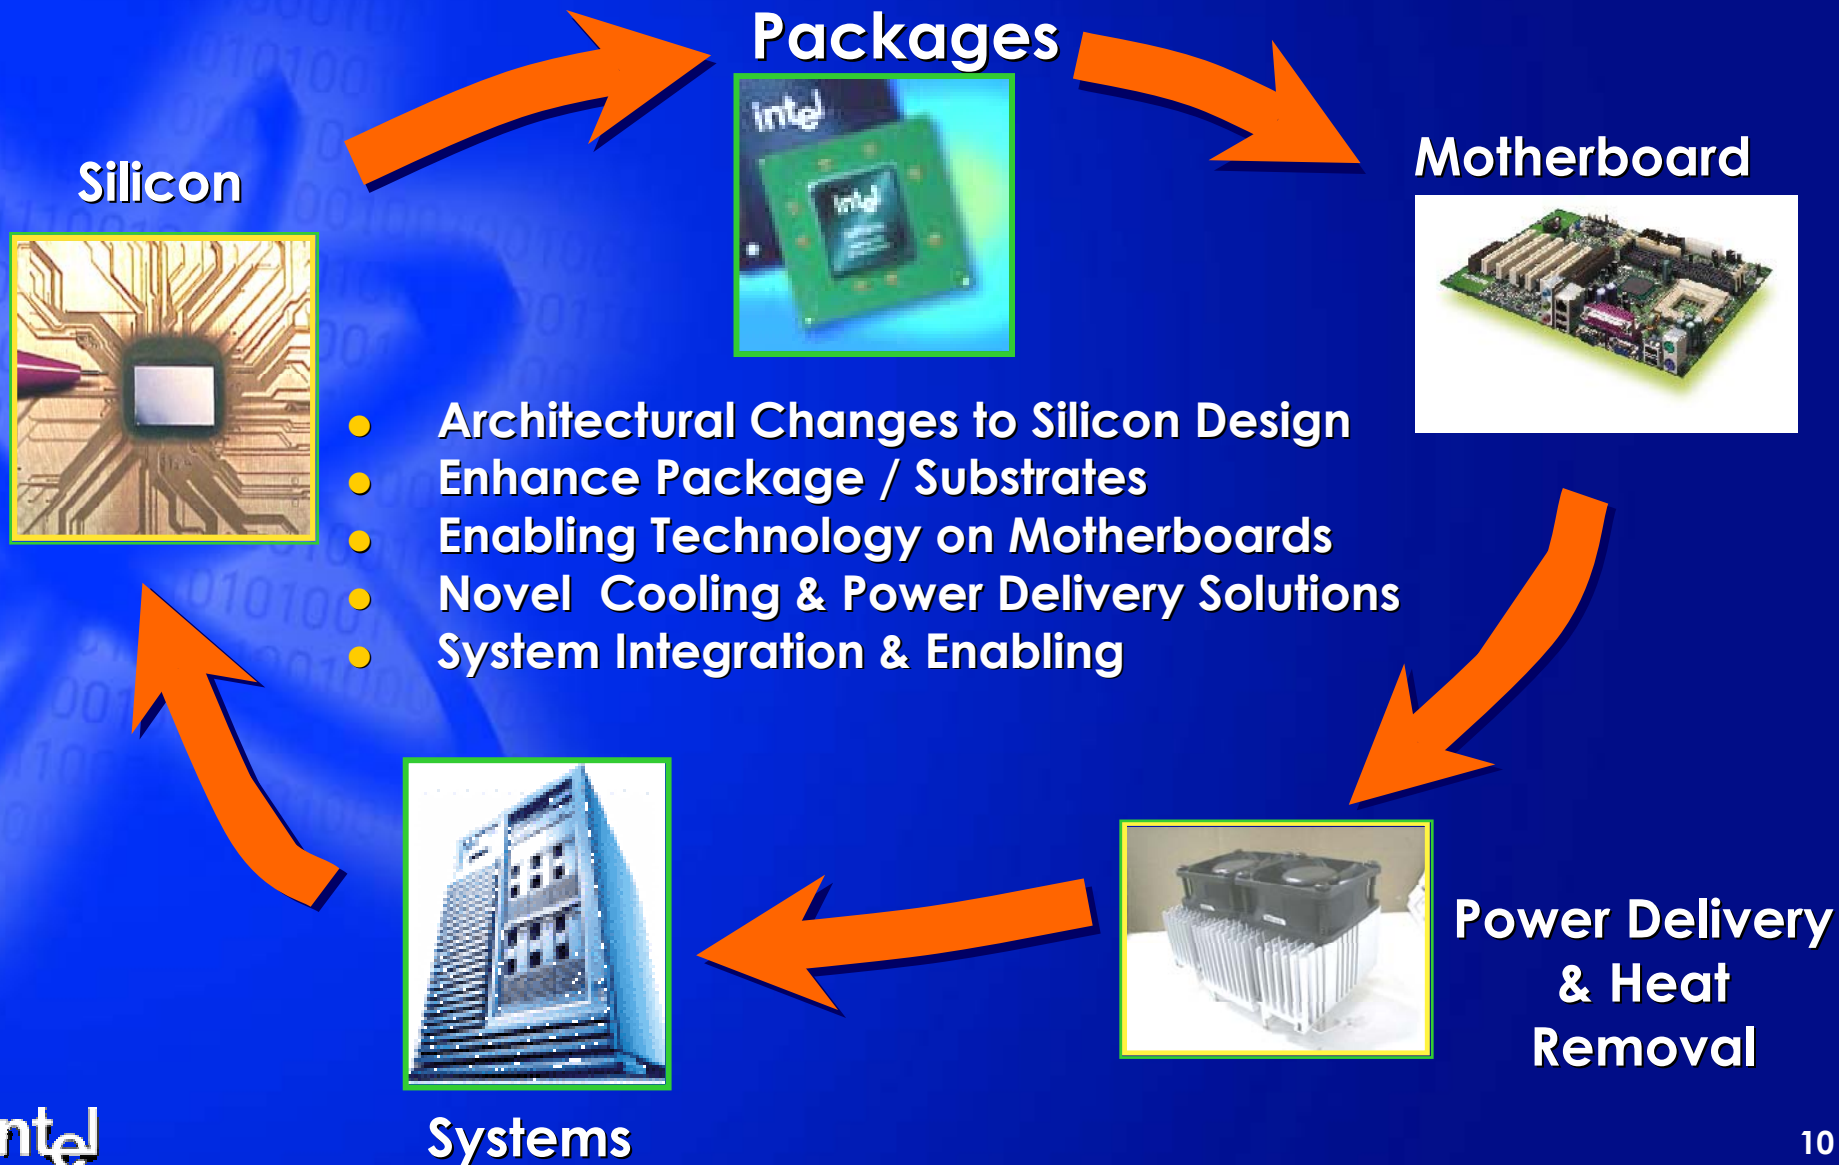 Packages
Silicon
Motherboard
intel
intel
● Architectural Changes to Silicon Design
● Enhance Package / Substrates
● Enabling Technology on Motherboards
● Novel Cooling & Power Delivery Solutions
● System Integration & Enabling
Power Delivery
& Heat
Removal
Systems
intel
10